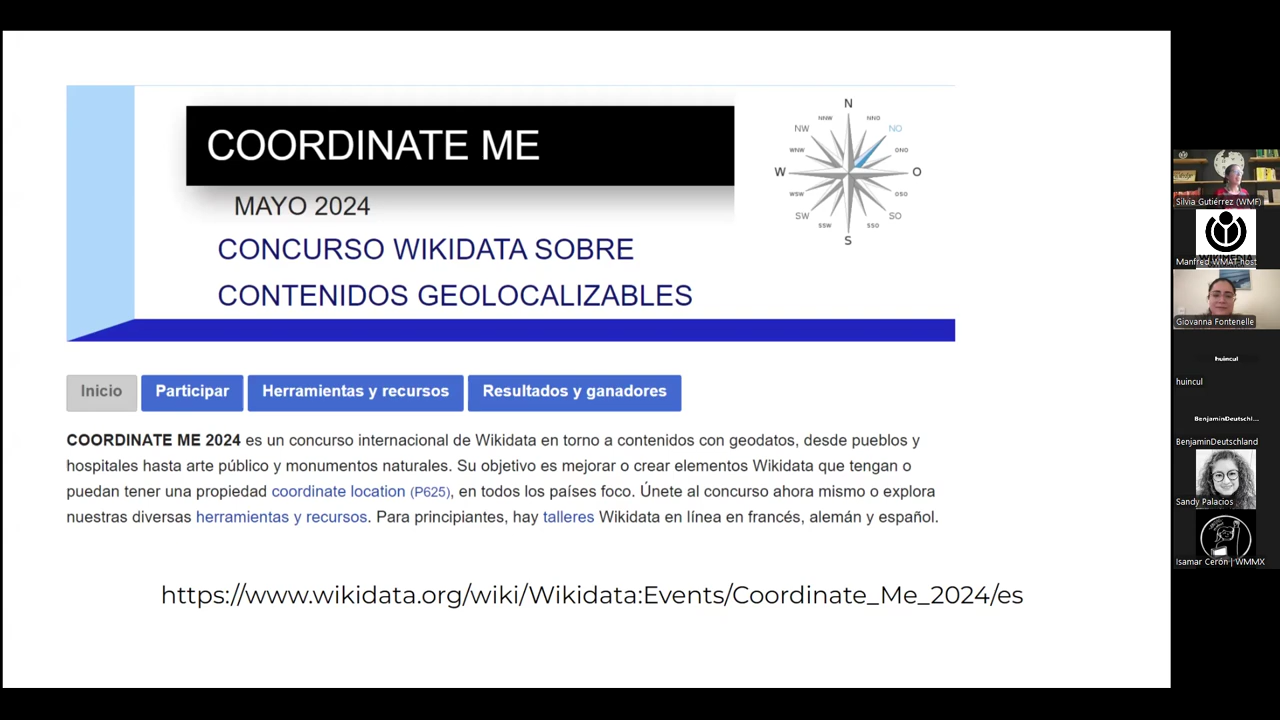 COORDINATE ME
MAYO 2024
CONCURSO WIKIDATA SOBRE
CONTENIDOS GEOLOCALIZABLES
N
NNW
NNO
NW
NO
WNW
ONO
W
O
WSW
OSO
SW
SO
SSW
SSO
S
Inicio
Participar
Herramientas y recursos
Resultados y ganadores
COORDINATE ME 2024 es un concurso internacional de Wikidata en torno a contenidos con geodatos, desde pueblos y
hospitales hasta arte público y monumentos naturales. Su objetivo es mejorar o crear elementos Wikidata que tengan o
puedan tener una propiedad coordinate location (P625), en todos los países foco. Únete al concurso ahora mismo o explora
nuestras diversas herramientas y recursos. Para principiantes, hay talleres Wikidata en línea en francés, alemán y español.
https://www.wikidata.org/wiki/Wikidata:Events/Coordinate_Me_2024/es
Silvia Gutiérrez (WMF)
WIKIMEDIA
Manfred WMAT host
Giovanna Fontenelle
huincul
huincul
BenjaminDeutschl...
BenjaminDeutschland
Sandy Palacios
Isamar Cerón | WMMX